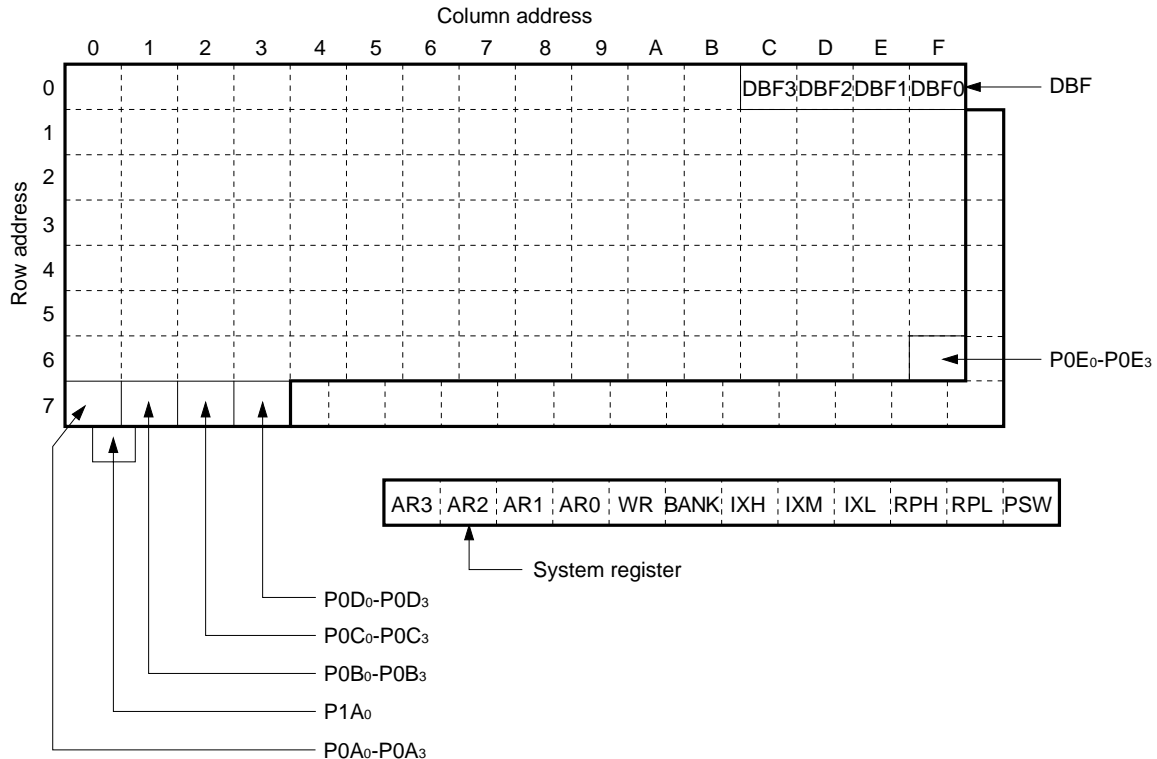 Column address
0 1 2 3 4 5 6 7 8 9 A B C D E F
0 DBF3 DBF2 DBF1 DBF0 DBF
1
2
3
4
5
6 P0E0-P0E3
7
Row address
AR3 AR2 AR1 AR0 WR BANK IXH IXM IXL RPH RPL PSW
System register
P0D0-P0D3
P0C0-P0C3
P0B0-P0B3
P1A0
P0A0-P0A3